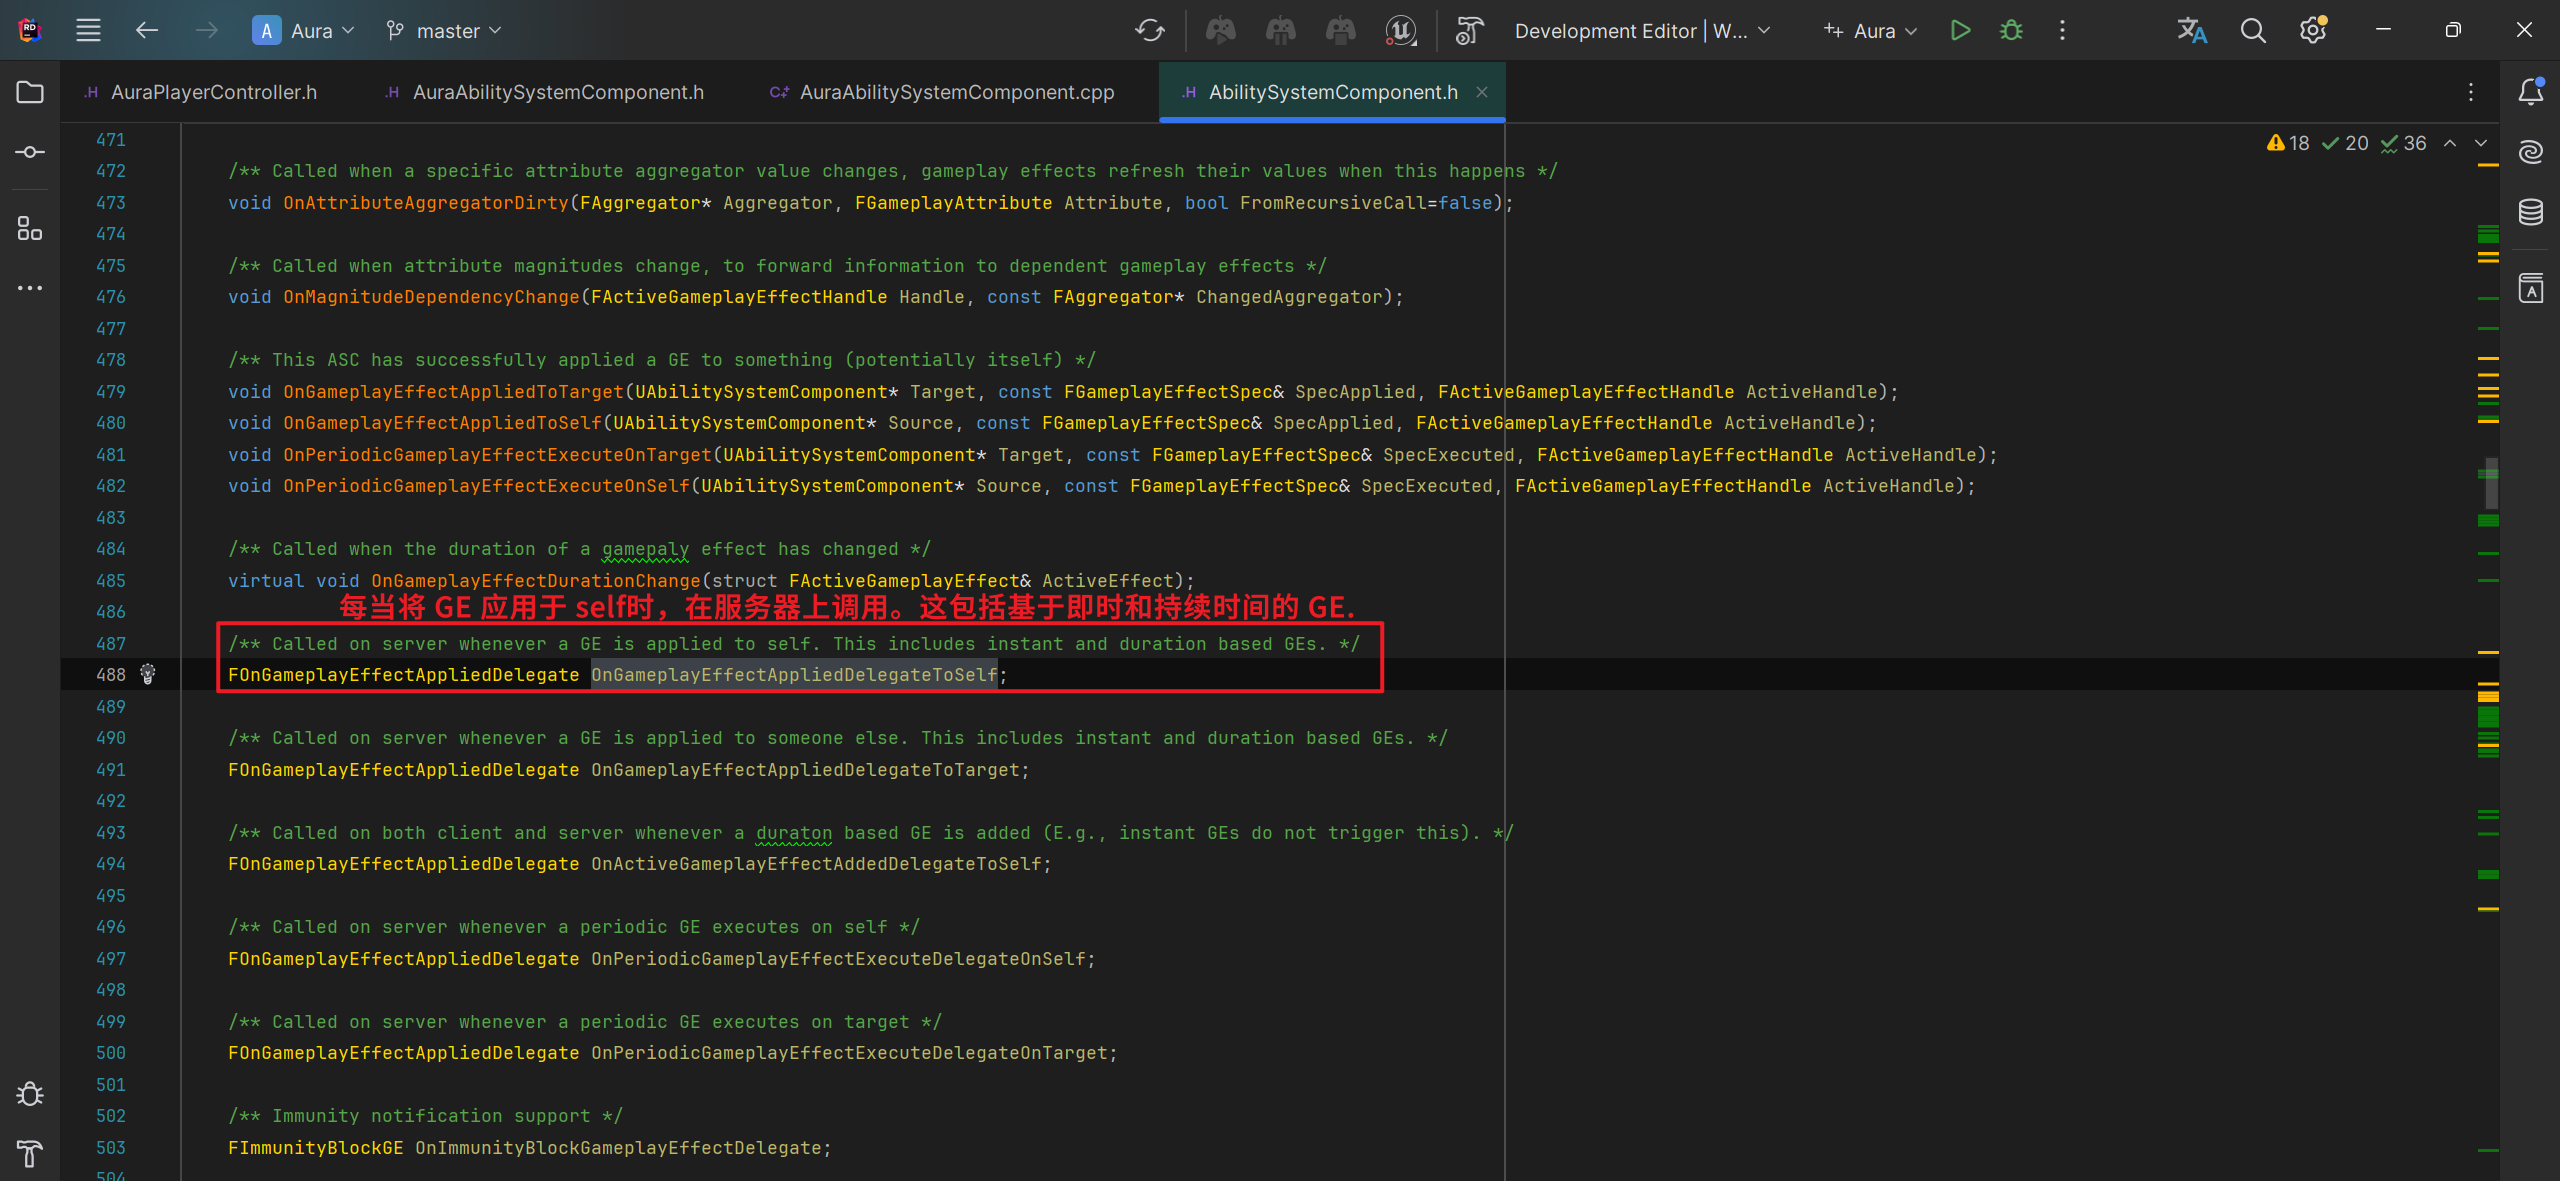 A Aura master Development Editor | W... Aura
.H AuraPlayerController.h .H AuraAbilitySystemComponent.h C++ AuraAbilitySystemComponent.cpp .H AbilitySystemComponent.h
18 20 36
471
472 /** Called when a specific attribute aggregator value changes, gameplay effects refresh their values when this happens */
473 void OnAttributeAggregatorDirty(FAggregator* Aggregator, FGameplayAttribute Attribute, bool FromRecursiveCall=false);
474
475 /** Called when attribute magnitudes change, to forward information to dependent gameplay effects */
476 void OnMagnitudeDependencyChange(FActiveGameplayEffectHandle Handle, const FAggregator* ChangedAggregator);
477
478 /** This ASC has successfully applied a GE to something (potentially itself) */
479 void OnGameplayEffectAppliedToTarget(UAbilitySystemComponent* Target, const FGameplayEffectSpec& SpecApplied, FActiveGameplayEffectHandle ActiveHandle);
480 void OnGameplayEffectAppliedToSelf(UAbilitySystemComponent* Source, const FGameplayEffectSpec& SpecApplied, FActiveGameplayEffectHandle ActiveHandle);
481 void OnPeriodicGameplayEffectExecuteOnTarget(UAbilitySystemComponent* Target, const FGameplayEffectSpec& SpecExecuted, FActiveGameplayEffectHandle ActiveHandle);
482 void OnPeriodicGameplayEffectExecuteOnSelf(UAbilitySystemComponent* Source, const FGameplayEffectSpec& SpecExecuted, FActiveGameplayEffectHandle ActiveHandle);
483
484 /** Called when the duration of a gamepaly effect has changed */
485 virtual void OnGameplayEffectDurationChange(struct FActiveGameplayEffect& ActiveEffect);
486 每当将 GE 应用于 self时，在服务器上调用。这包括基于即时和持续时间的 GE.
487 /** Called on server whenever a GE is applied to self. This includes instant and duration based GEs. */
488 FOnGameplayEffectAppliedDelegate OnGameplayEffectAppliedDelegateToSelf;
489
490 /** Called on server whenever a GE is applied to someone else. This includes instant and duration based GEs. */
491 FOnGameplayEffectAppliedDelegate OnGameplayEffectAppliedDelegateToTarget;
492
493 /** Called on both client and server whenever a duraton based GE is added (E.g., instant GEs do not trigger this). */
494 FOnGameplayEffectAppliedDelegate OnActiveGameplayEffectAddedDelegateToSelf;
495
496 /** Called on server whenever a periodic GE executes on self */
497 FOnGameplayEffectAppliedDelegate OnPeriodicGameplayEffectExecuteDelegateOnSelf;
498
499 /** Called on server whenever a periodic GE executes on target */
500 FOnGameplayEffectAppliedDelegate OnPeriodicGameplayEffectExecuteDelegateOnTarget;
501
502 /** Immunity notification support */
503 FImmunityBlockGE OnImmunityBlockGameplayEffectDelegate;
504